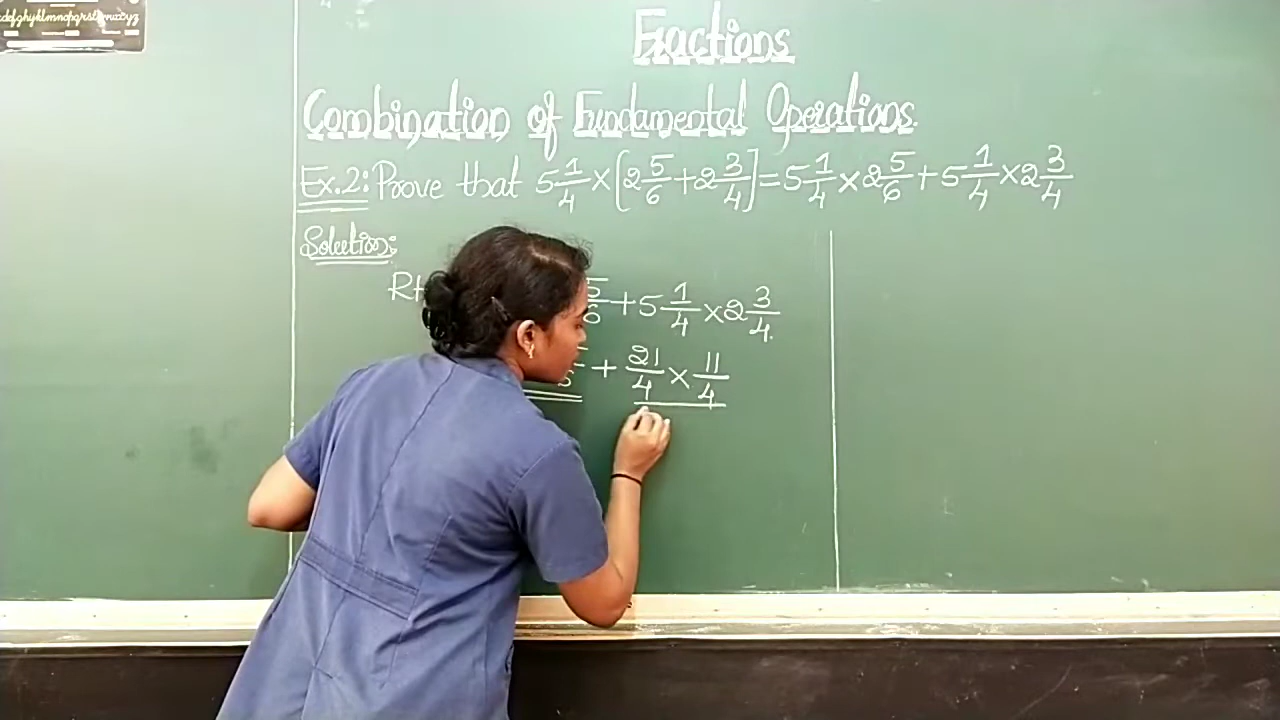 defghyklmnopqrstuvwxyz
Fractions
Combination of Fundamental Operations.
Ex.2: Prove that 5 1/4 × [2 5/6 + 2 3/4] = 5 1/4 × 2 5/6 + 5 1/4 × 2 3/4
Solution:
5/6 + 5 1/4 × 2 3/4.
+ 21/4 × 11/4